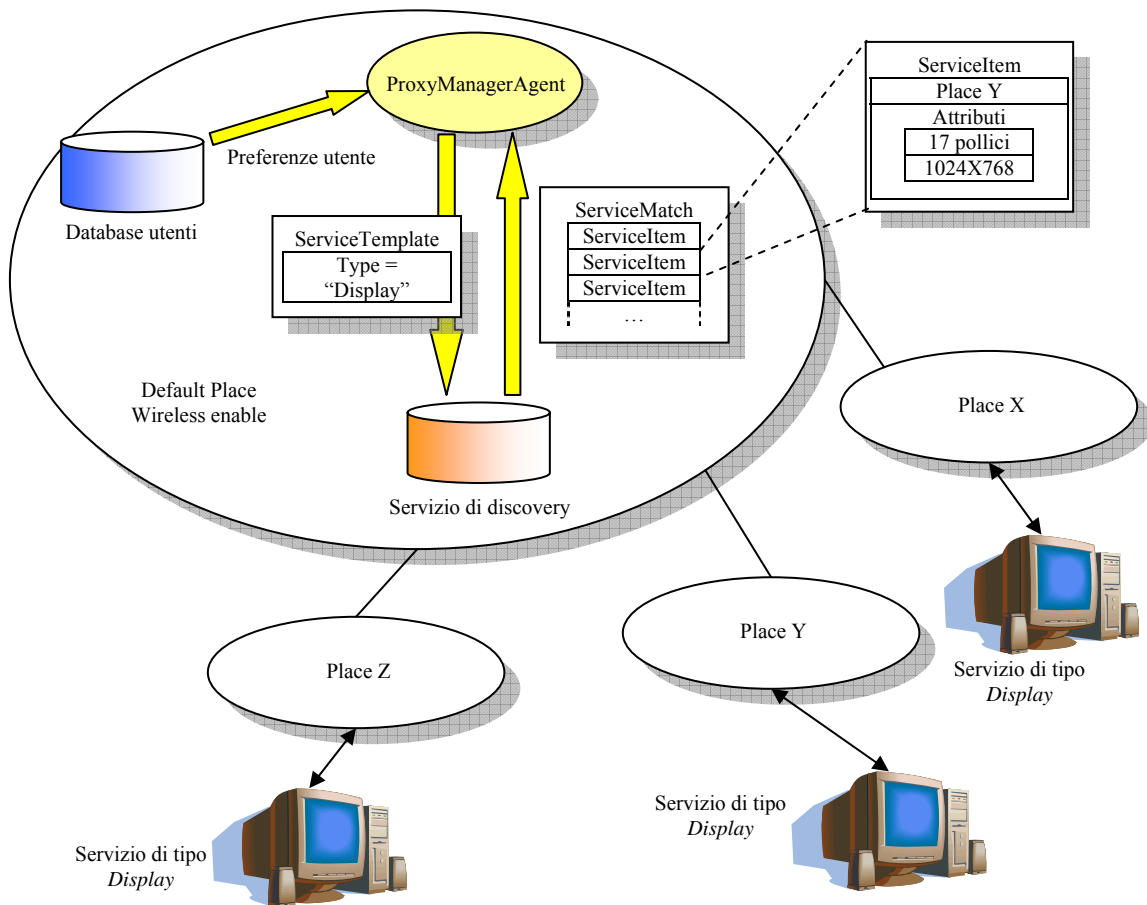 ProxyManagerAgent
Preferenze utente
Database utenti
ServiceTemplate
Type =
“Display”
ServiceMatch
ServiceItem
ServiceItem
ServiceItem
…
ServiceItem
Place Y
Attributi
17 pollici
1024X768
Default Place
Wireless enable
Servizio di discovery
Place X
Place Y
Place Z
Servizio di tipo
Display
Servizio di tipo
Display
Servizio di tipo
Display